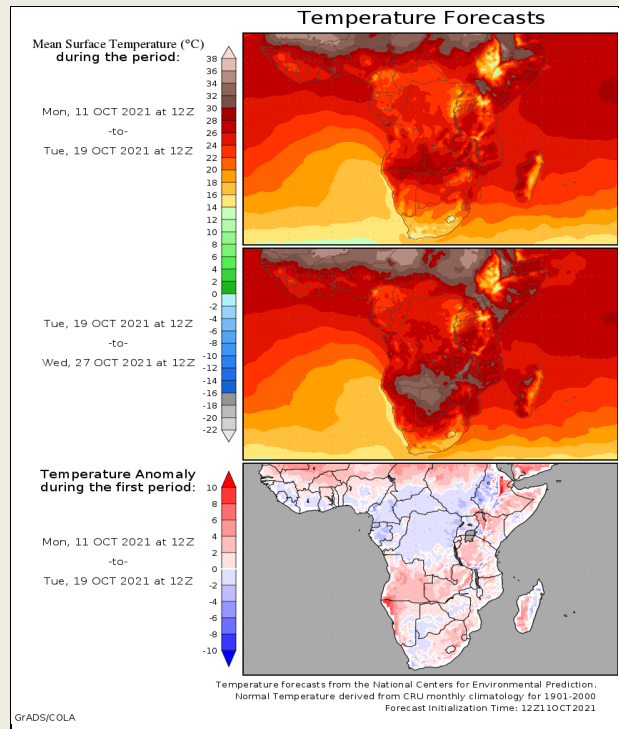 Temperature Forecasts
Mean Surface Temperature (°C)
during the period:
Mon, 11 OCT 2021 at 12Z
-to-
Tue, 19 OCT 2021 at 12Z
38
36
34
32
30
28
26
24
22
20
18
16
14
12
10
8
6
4
2
0
-2
-4
-6
-8
-10
-12
-14
-16
-18
-20
-22
Tue, 19 OCT 2021 at 12Z
-to-
Wed, 27 OCT 2021 at 12Z
Temperature Anomaly
during the first period:
Mon, 11 OCT 2021 at 12Z
-to-
Tue, 19 OCT 2021 at 12Z
10
8
6
4
2
0
-2
-4
-6
-8
-10
Temperature forecasts from the National Centers for Environmental Prediction.
Normal Temperature derived from CRU monthly climatology for 1901-2000
Forecast Initialization Time: 12Z11OCT2021
GrADS/COLA